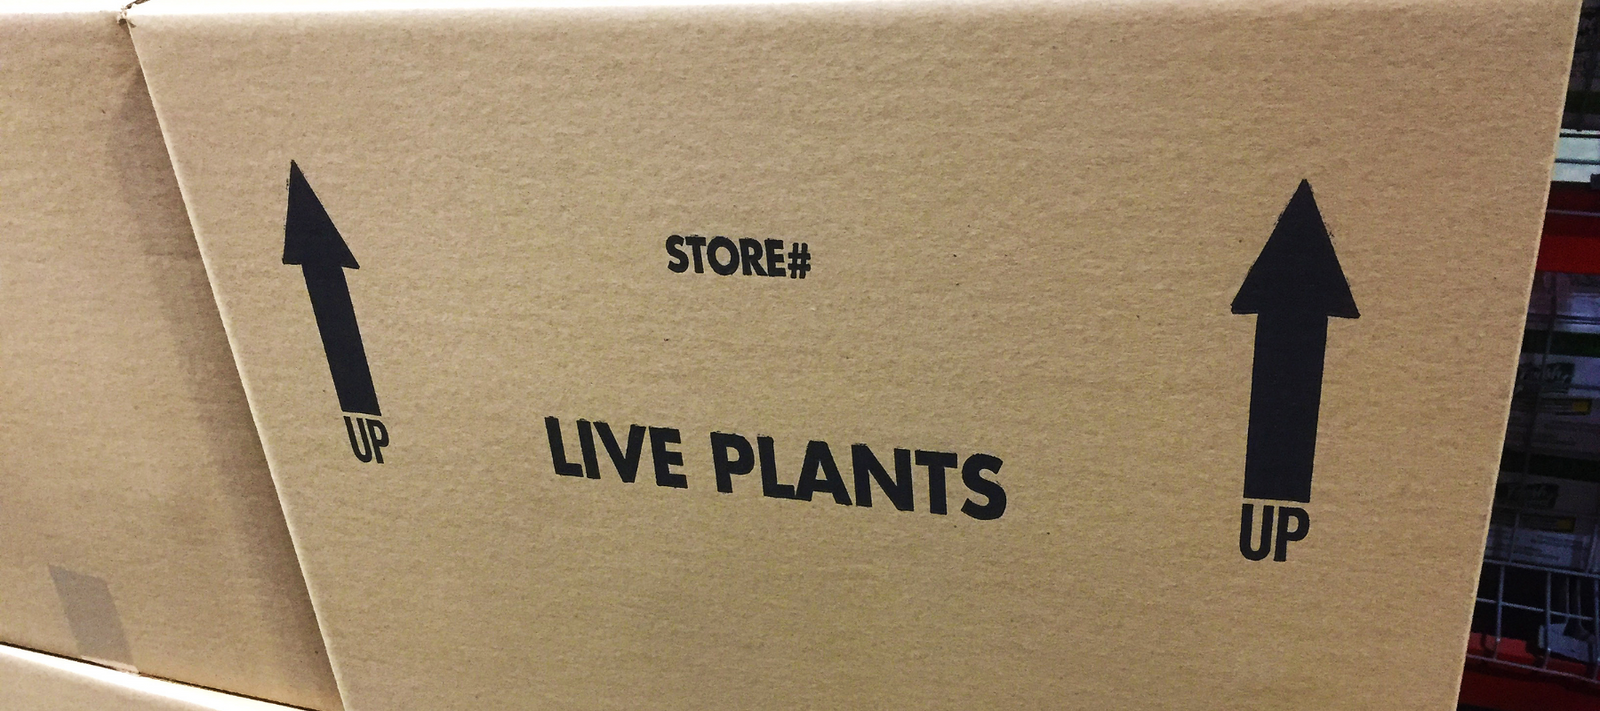 STORE#
UP
LIVE PLANTS
UP